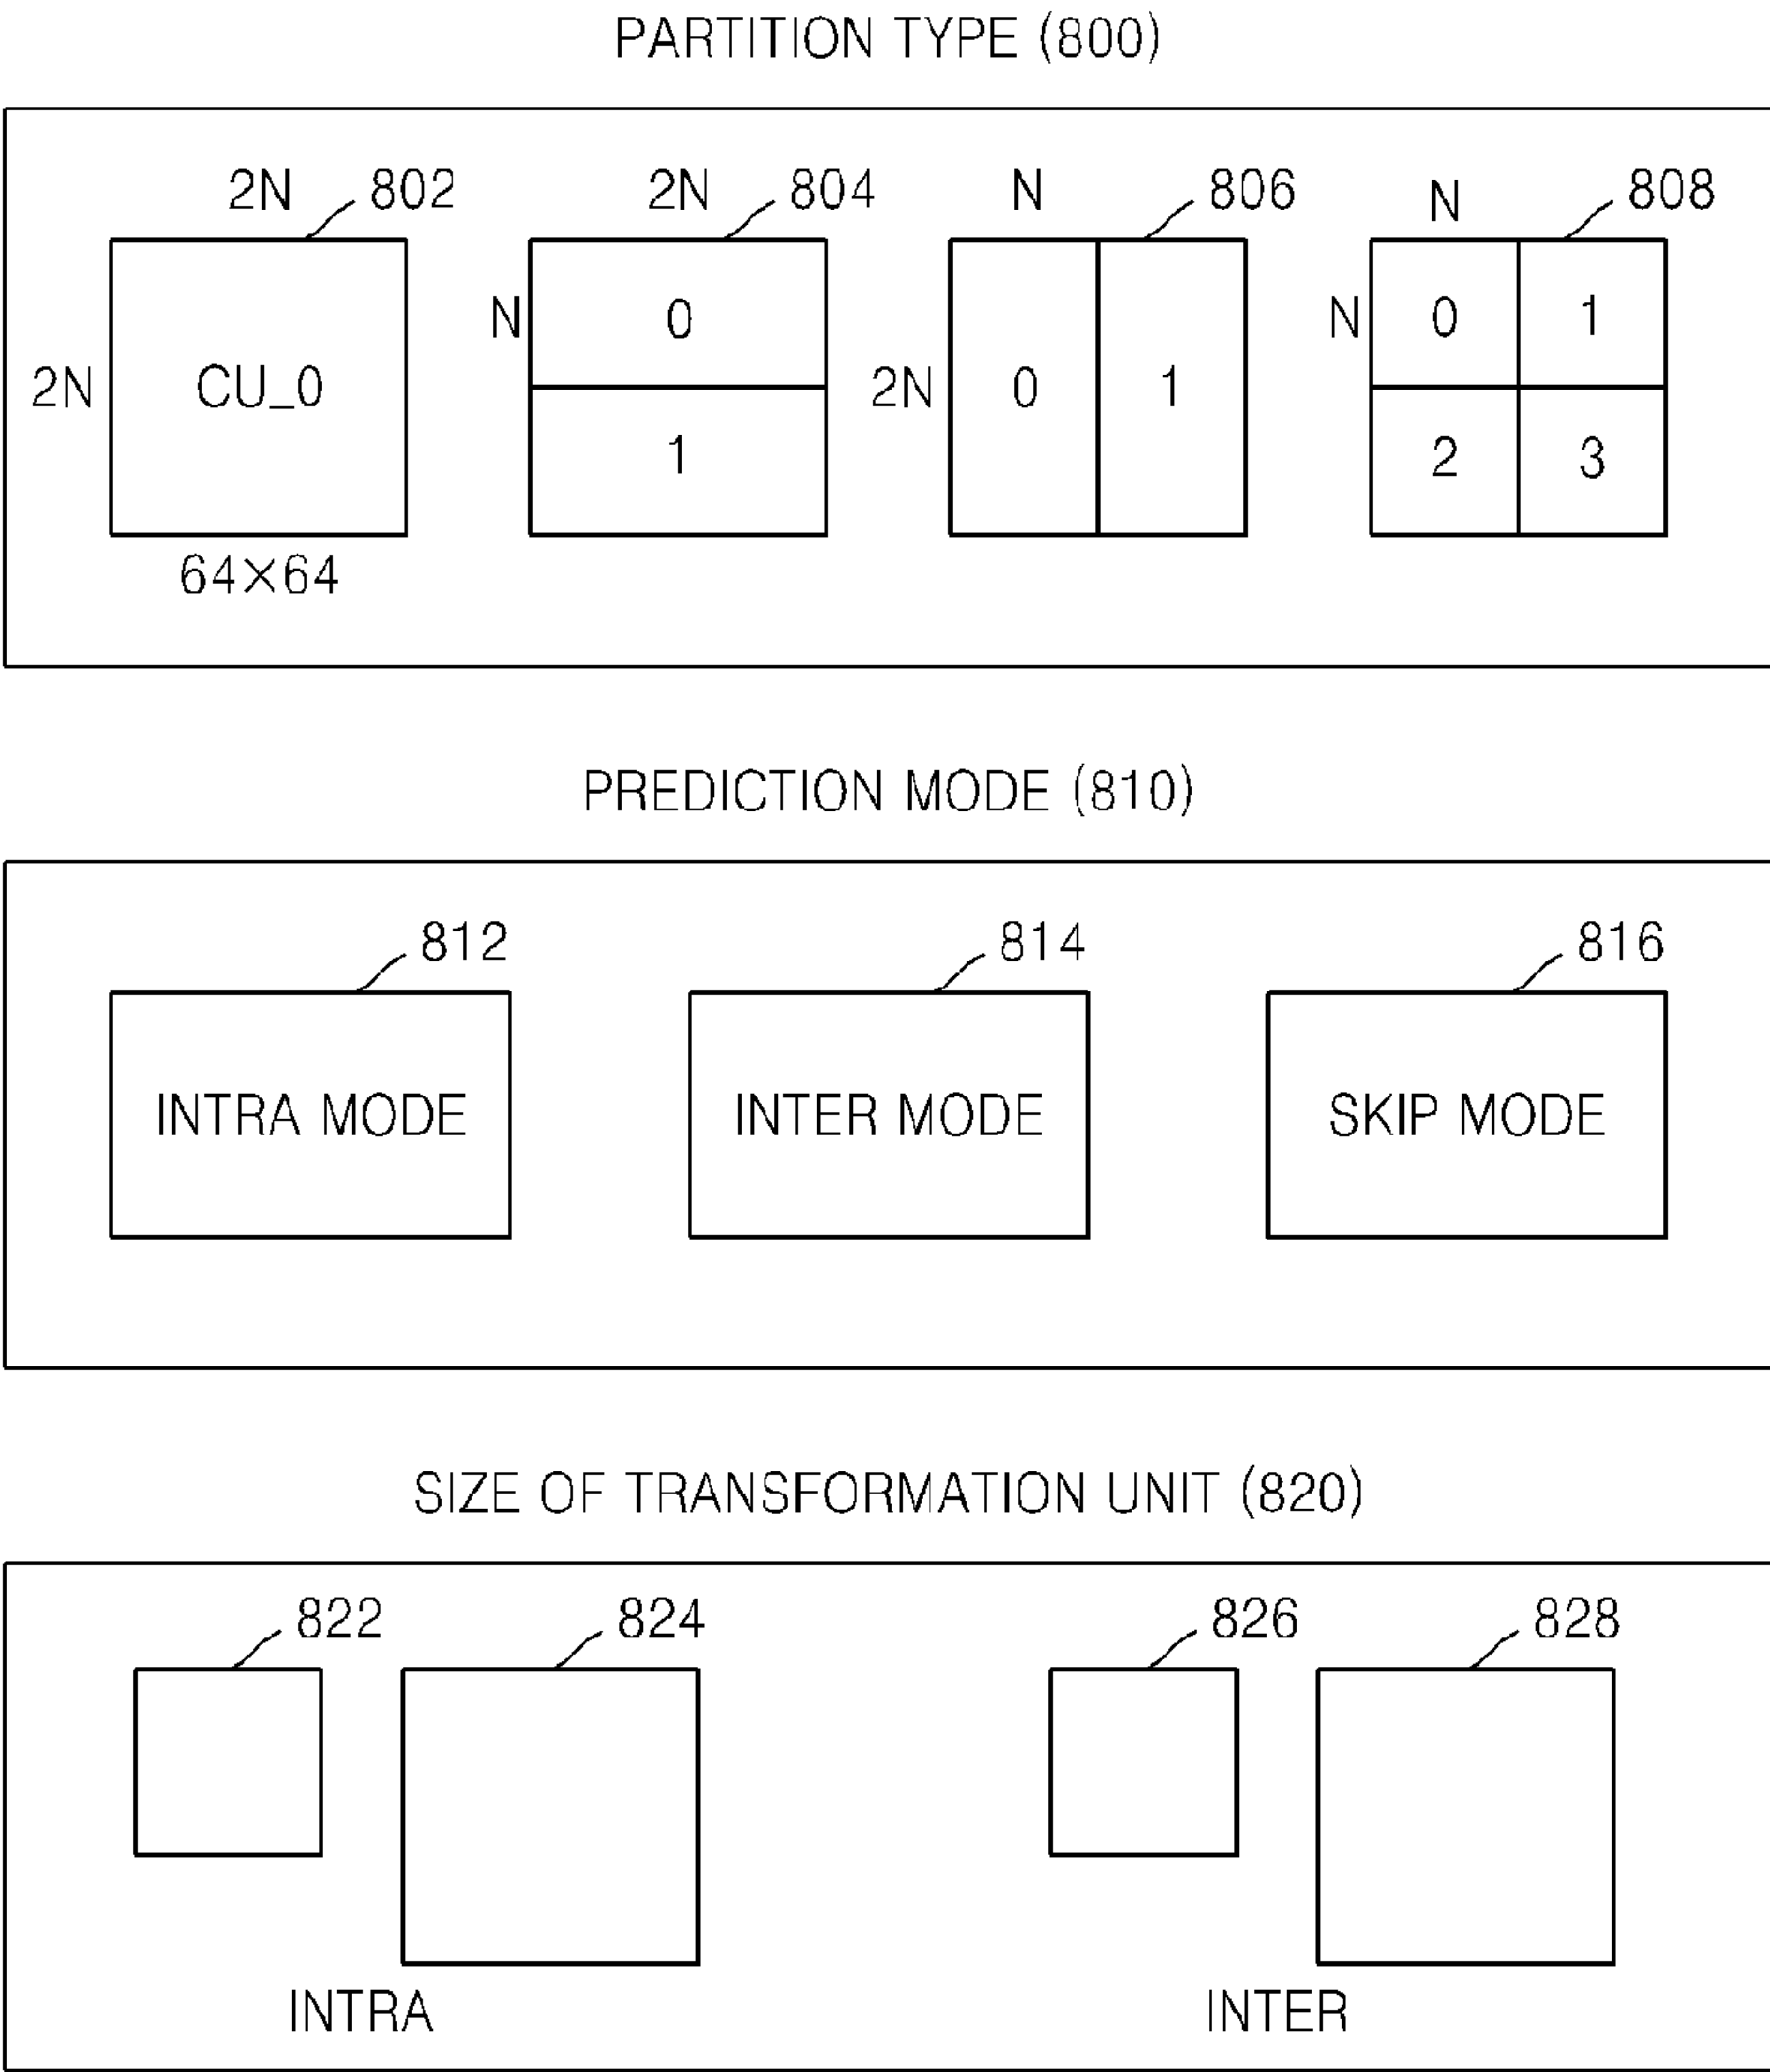 PARTITION TYPE (800)
2N 802 2N 804 N 806 N 808
N 0 N 0 1
2N CU_0 2N 0 1
1 2 3
64×64
PREDICTION MODE (810)
812 814 816
INTRA MODE INTER MODE SKIP MODE
SIZE OF TRANSFORMATION UNIT (820)
822 824 826 828
INTRA INTER